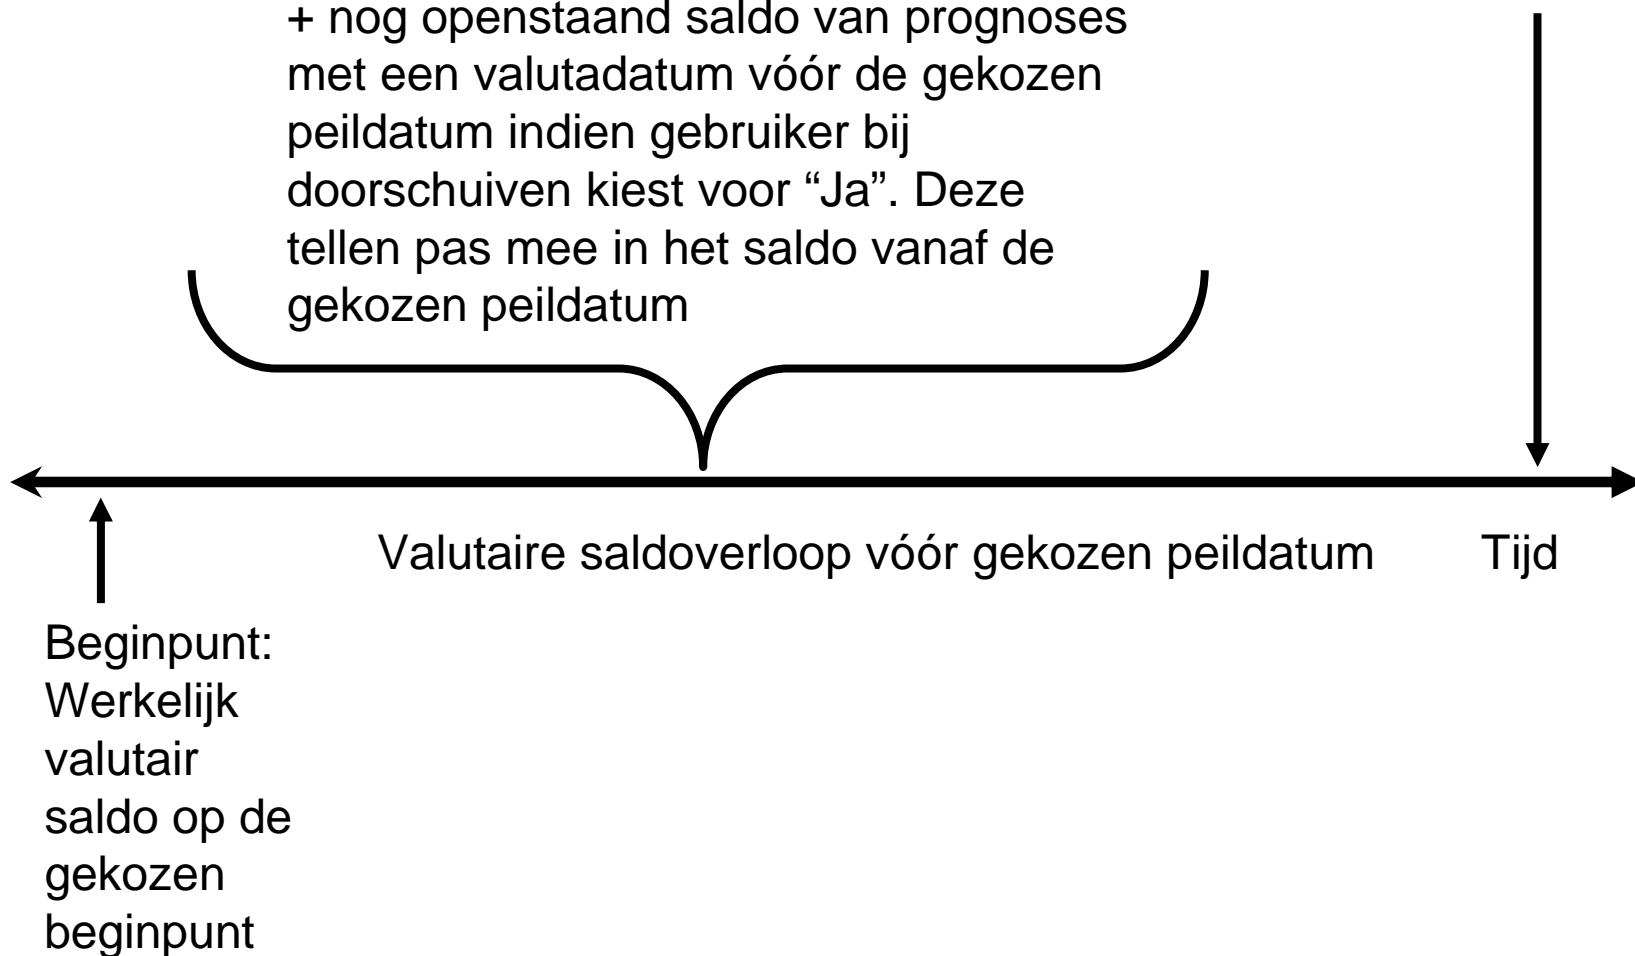 + nog openstaand saldo van prognoses
met een valutadatum vóór de gekozen
peildatum indien gebruiker bij
doorschuiven kiest voor “Ja”. Deze
tellen pas mee in het saldo vanaf de
gekozen peildatum
Valutaire saldoverloop vóór gekozen peildatum
Tijd
Beginpunt:
Werkelijk
valutair
saldo op de
gekozen
beginpunt